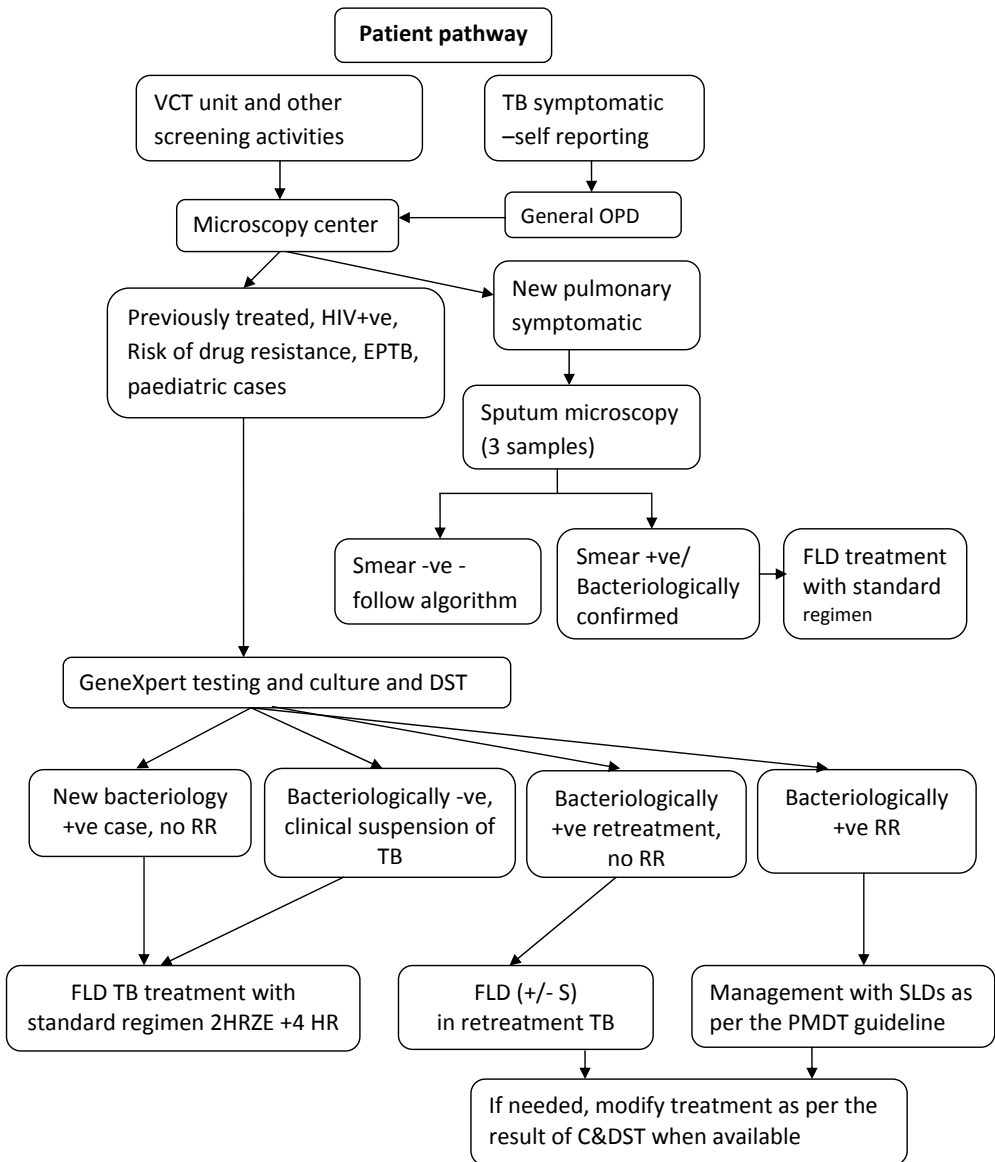 Patient pathway
VCT unit and other
screening activities
TB symptomatic
–self reporting
Microscopy center
General OPD
Previously treated, HIV+ve,
Risk of drug resistance, EPTB,
paediatric cases
New pulmonary
symptomatic
Sputum microscopy
(3 samples)
Smear -ve -
follow algorithm
Smear +ve/
Bacteriologically
confirmed
FLD treatment
with standard
regimen
GeneXpert testing and culture and DST
New bacteriology
+ve case, no RR
Bacteriologically -ve,
clinical suspension of
TB
Bacteriologically
+ve retreatment,
no RR
Bacteriologically
+ve RR
FLD TB treatment with
standard regimen 2HRZE +4 HR
FLD (+/- S)
in retreatment TB
Management with SLDs as
per the PMDT guideline
If needed, modify treatment as per the
result of C&DST when available